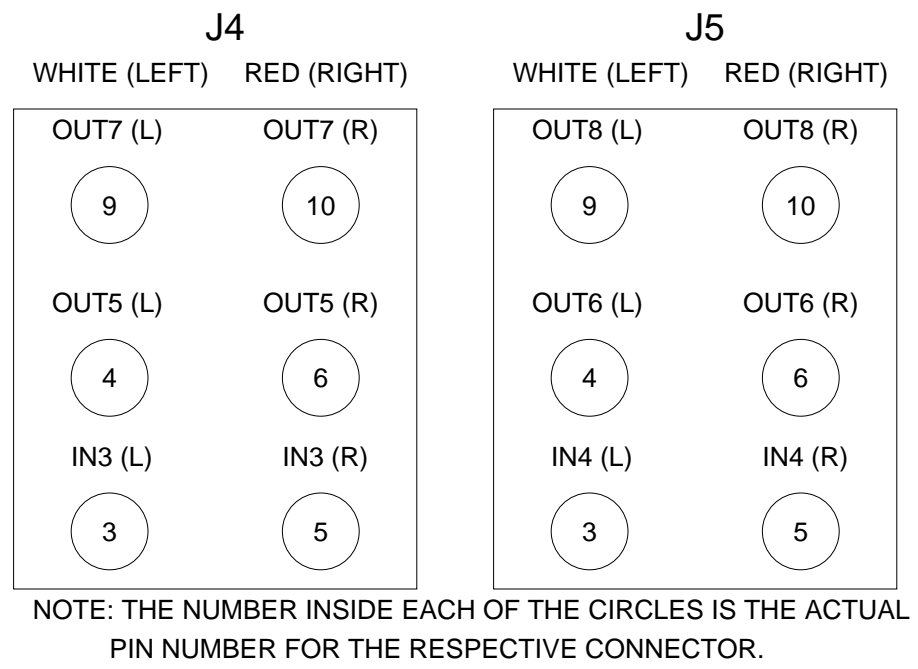 J4
WHITE (LEFT) RED (RIGHT)
OUT7 (L) OUT7 (R)
9 10
OUT5 (L) OUT5 (R)
4 6
IN3 (L) IN3 (R)
3 5
J5
WHITE (LEFT) RED (RIGHT)
OUT8 (L) OUT8 (R)
9 10
OUT6 (L) OUT6 (R)
4 6
IN4 (L) IN4 (R)
3 5
NOTE: THE NUMBER INSIDE EACH OF THE CIRCLES IS THE ACTUAL
PIN NUMBER FOR THE RESPECTIVE CONNECTOR.